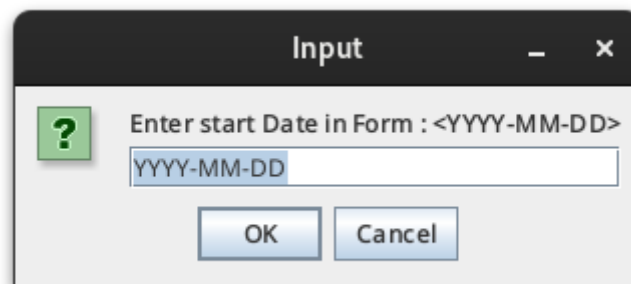 Input
Enter start Date in Form : <YYYY-MM-DD>
YYYY-MM-DD
OK Cancel